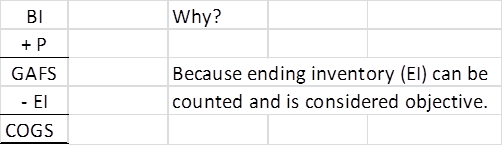 BI Why?
+ P
GAFS Because ending inventory (EI) can be
- EI counted and is considered objective.
COGS